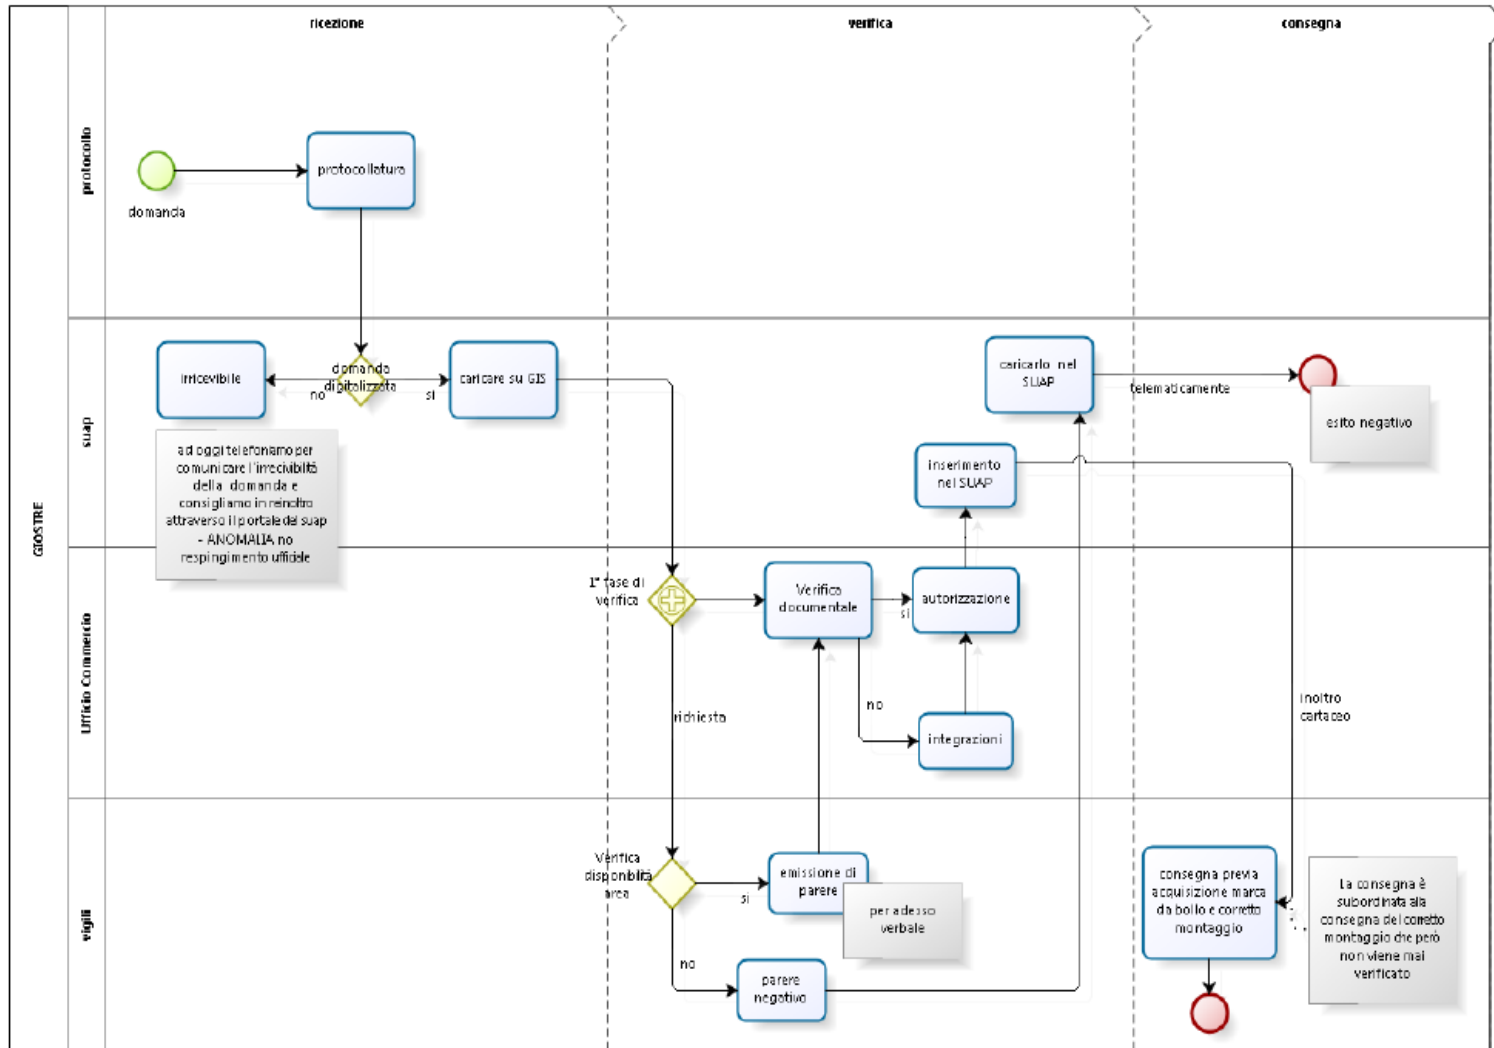 ricezione
verifica
consegna
GIOSTRE
protocollo
domanda
protocollatura
suap
irricevibile
no
domanda
digitalizzata
si
caricare su GIS
caricarlo nel
SUAP
telematicamente
esito negativo
ad oggi telefoniamo per
comunicare l'irrecivibiltà
della domanda e
consigliamo in reinoltro
attraverso il portale del suap
- ANOMALIA no
respingimento ufficiale
inserimento
nel SUAP
Ufficio Commercio
1° fase di
verifica
Verifica
documentale
si
autorizzazione
richiesta
no
integrazioni
inoltro
cartaceo
vigili
Verifica
disponibiltà
area
si
emissione di
parere
per adesso
verbale
no
parere
negativo
consegna previa
acquisizione marca
da bollo e corretto
montaggio
La consegna è
subordinata alla
consegna del corretto
montaggio che però
non viene mai
verificato